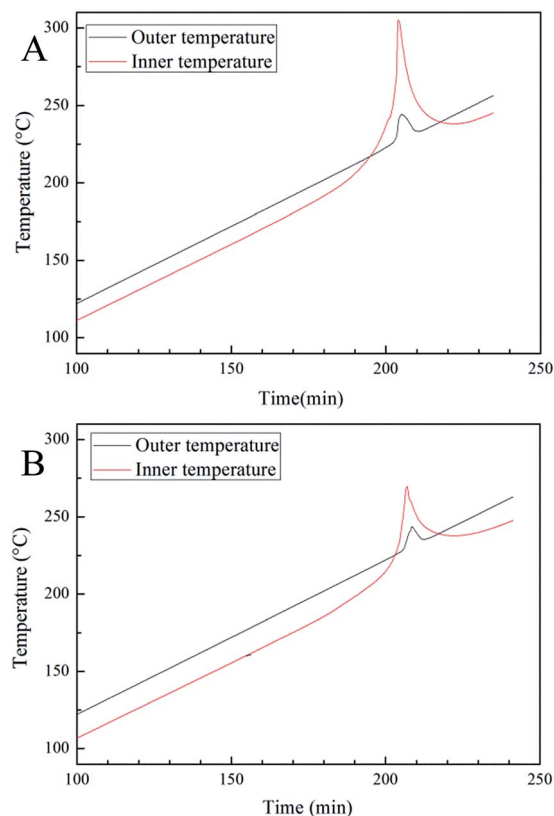 A
Outer temperature
Inner temperature
300
250
200
150
100
Temperature (°C)
100
150
200
250
Time(min)
B
Outer temperature
Inner temperature
300
250
200
150
100
Temperature (°C)
100
150
200
250
Time (min)